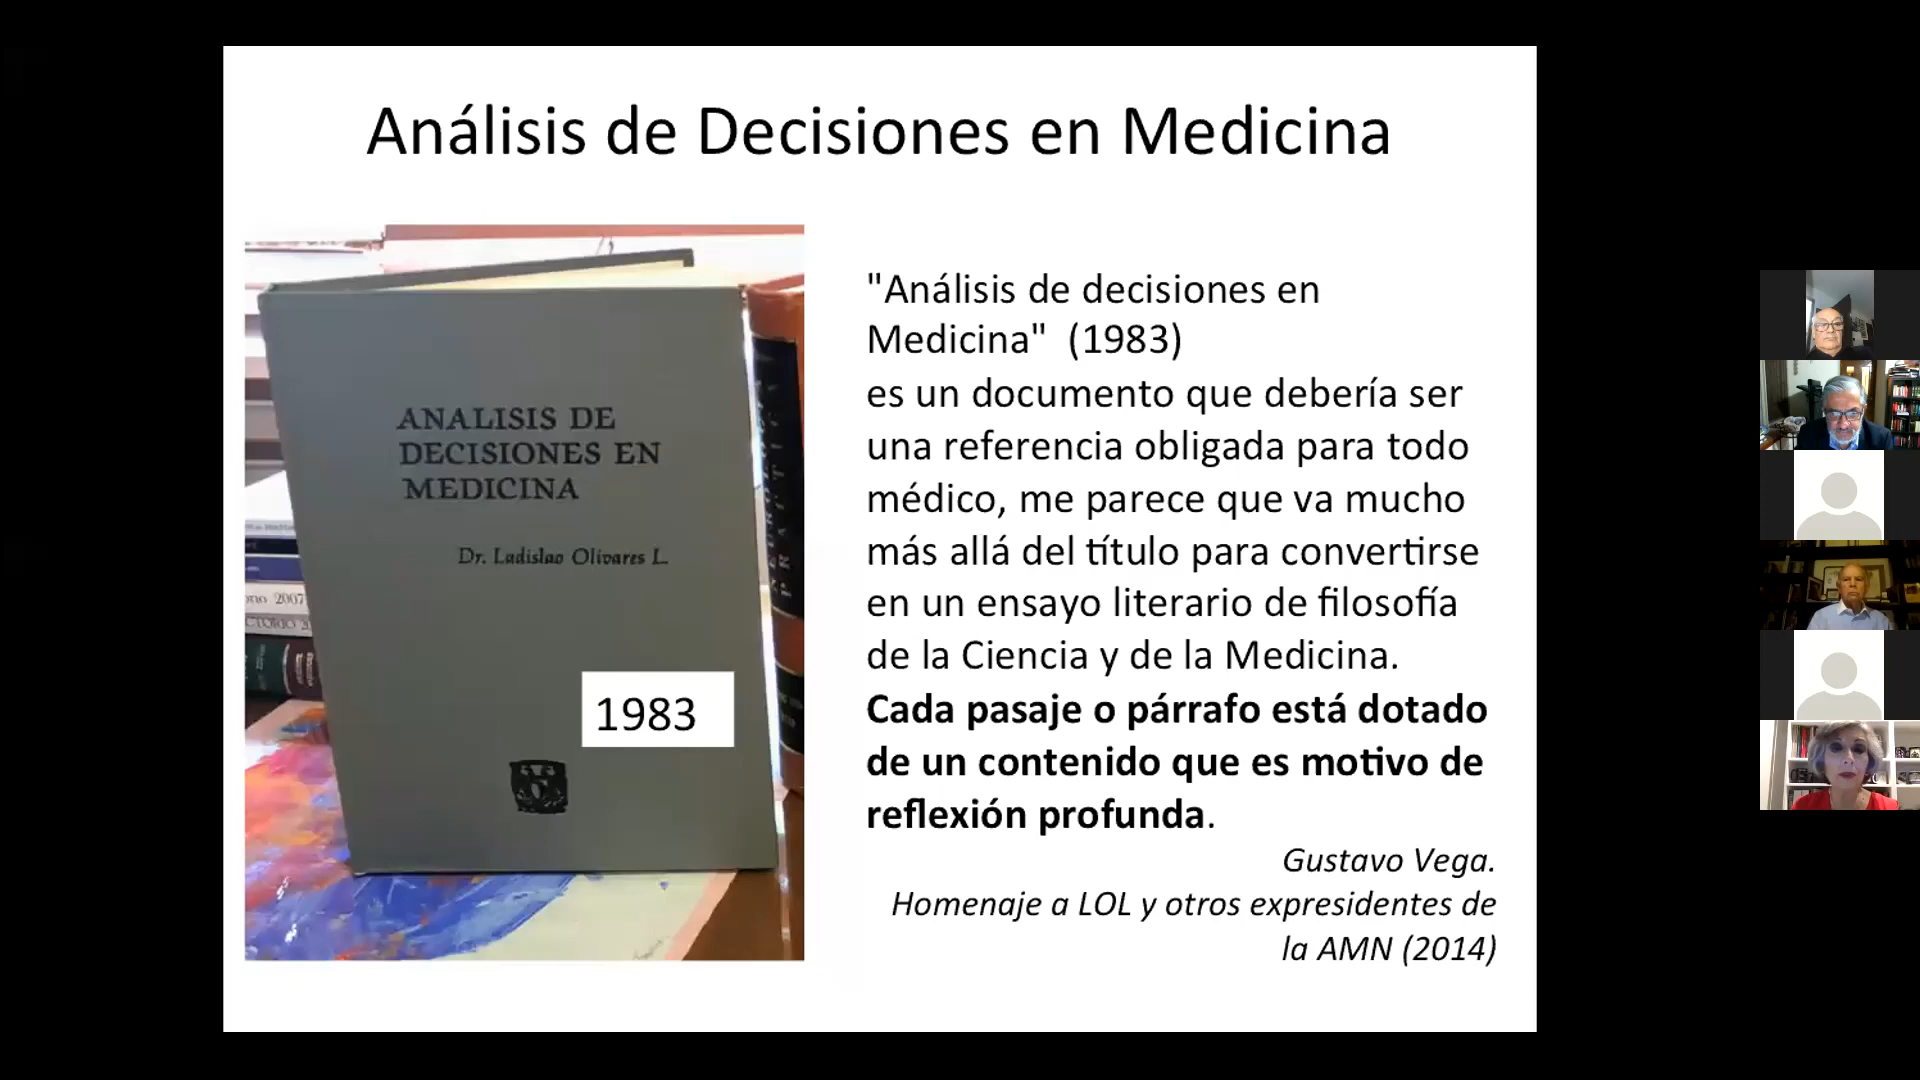 Análisis de Decisiones en Medicina
ANALISIS DE
DECISIONES EN
MEDICINA
Dr. Ladislao Olivares L.
1983
2007
"Análisis de decisiones en
Medicina" (1983)
es un documento que debería ser
una referencia obligada para todo
médico, me parece que va mucho
más allá del título para convertirse
en un ensayo literario de filosofía
de la Ciencia y de la Medicina.
Cada pasaje o párrafo está dotado
de un contenido que es motivo de
reflexión profunda.
Gustavo Vega.
Homenaje a LOL y otros expresidentes de
la AMN (2014)